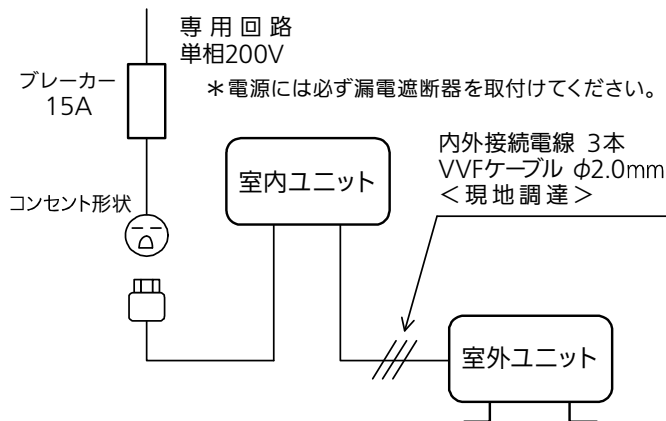 専用回路
単相200V
ブレーカー
15A
＊電源には必ず漏電遮断器を取付けてください。
内外接続電線 3本
VVFケーブル φ2.0mm
＜現地調達＞
室内ユニット
コンセント形状
室外ユニット